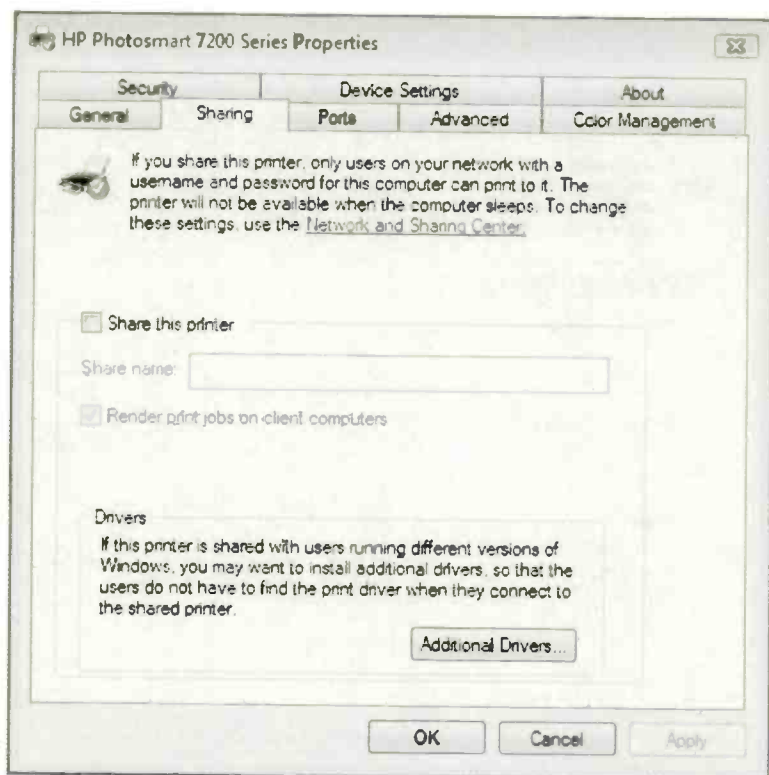 HP Photosmart 7200 Series Properties
Security Device Settings About
General Sharing Ports Advanced Color Management
If you share this printer, only users on your network with a
username and password for this computer can print to it. The
printer will not be available when the computer sleeps. To change
these settings, use the Network and Sharing Center.
Share this printer
Share name:
Render print jobs on client computers
Drivers
If this printer is shared with users running different versions of
Windows, you may want to install additional drivers, so that the
users do not have to find the print driver when they connect to
the shared printer.
Additional Drivers...
OK Cancel Apply